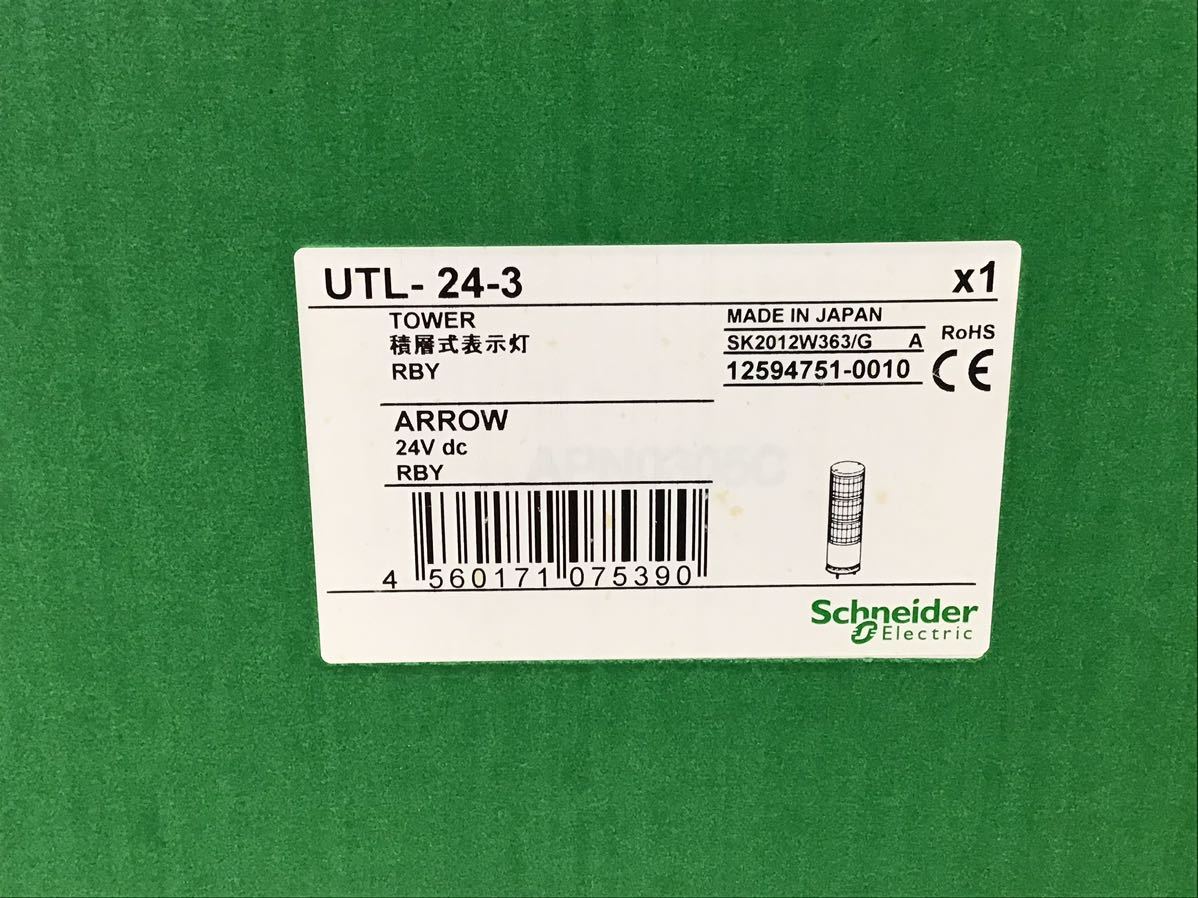 UTL- 24-3 x1
TOWER
積層式表示灯
RBY
MADE IN JAPAN
SK2012W363/G A
12594751-0010
RoHS
CE
ARROW
24V dc
RBY
4 560171 075390
Schneider
Electric